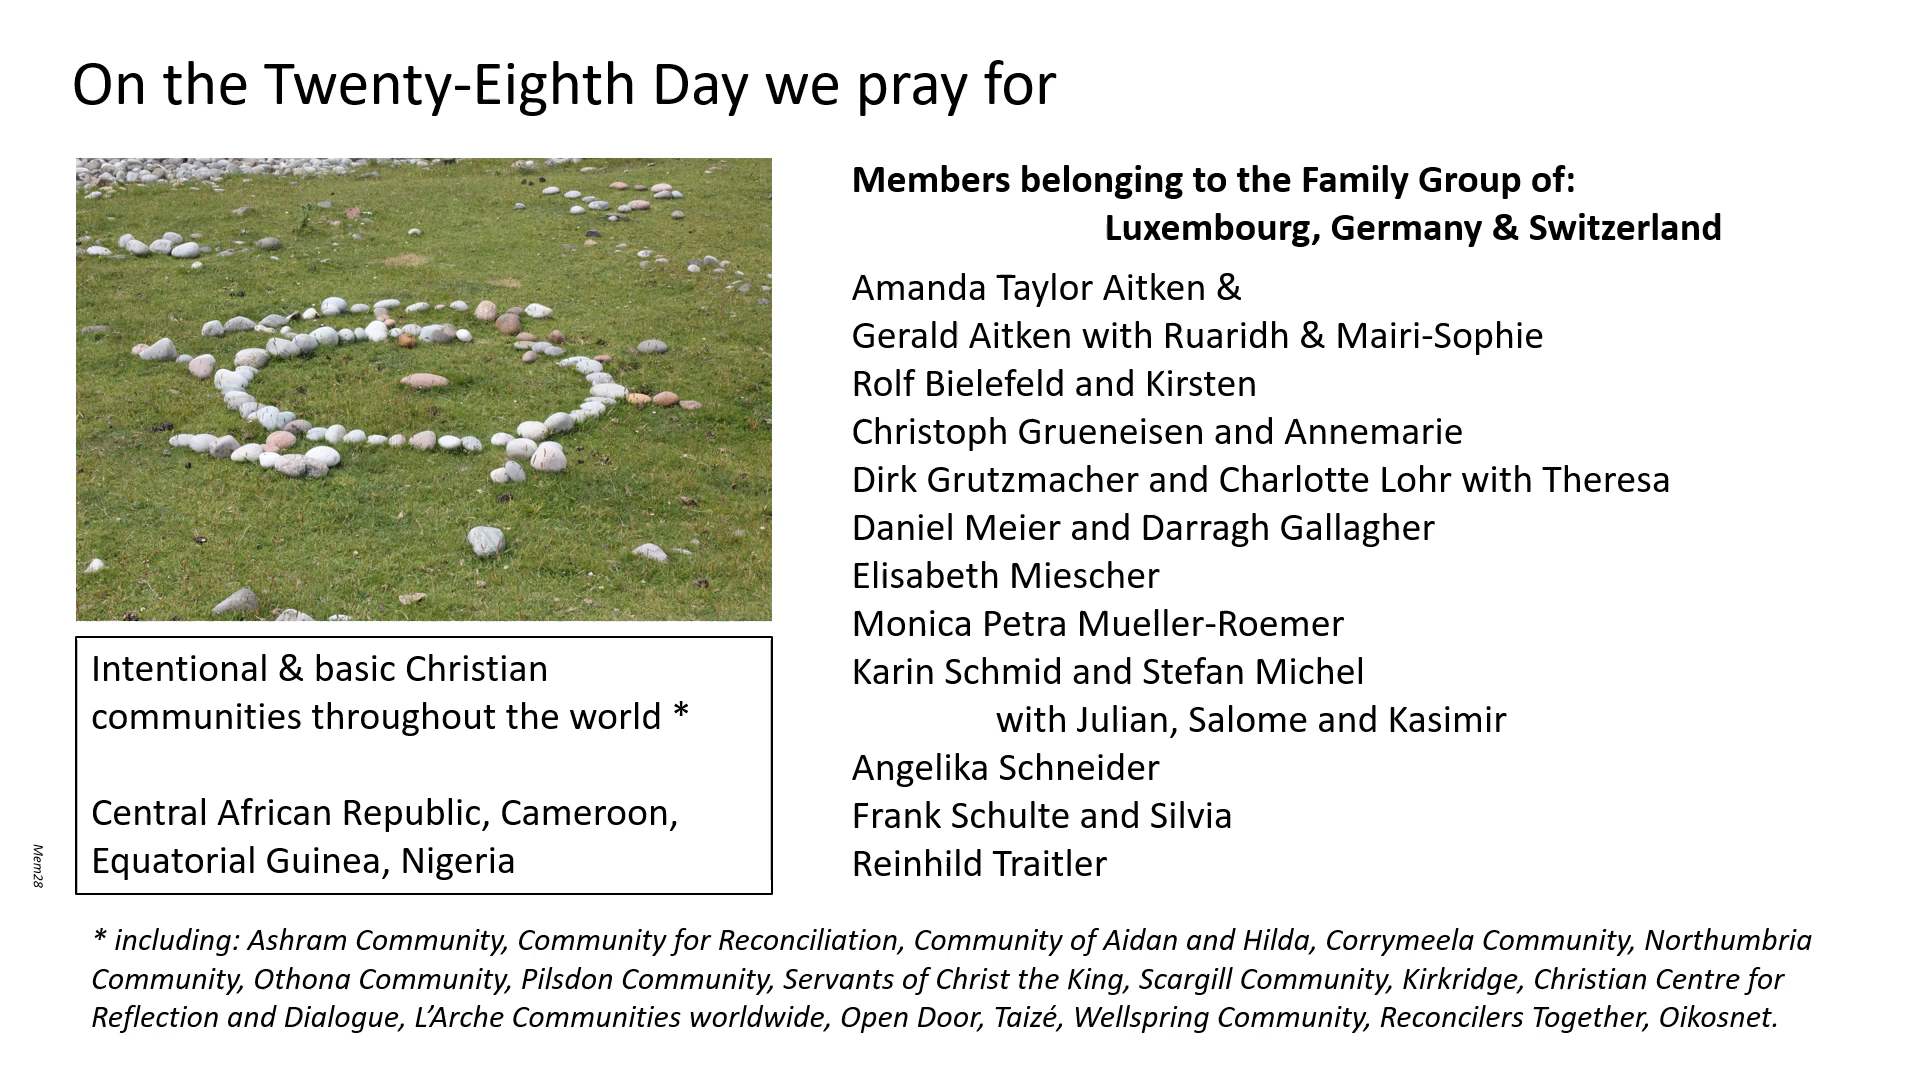 On the Twenty-Eighth Day we pray for
Members belonging to the Family Group of:
Luxembourg, Germany & Switzerland
Amanda Taylor Aitken &
Gerald Aitken with Ruaridh & Mairi-Sophie
Rolf Bielefeld and Kirsten
Christoph Grueneisen and Annemarie
Dirk Grutzmacher and Charlotte Lohr with Theresa
Daniel Meier and Darragh Gallagher
Elisabeth Miescher
Monica Petra Mueller-Roemer
Karin Schmid and Stefan Michel
with Julian, Salome and Kasimir
Angelika Schneider
Frank Schulte and Silvia
Reinhild Traitler
Intentional & basic Christian
communities throughout the world *
Central African Republic, Cameroon,
Equatorial Guinea, Nigeria
Mem28
* including: Ashram Community, Community for Reconciliation, Community of Aidan and Hilda, Corrymeela Community, Northumbria
Community, Othona Community, Pilsdon Community, Servants of Christ the King, Scargill Community, Kirkridge, Christian Centre for
Reflection and Dialogue, L’Arche Communities worldwide, Open Door, Taizé, Wellspring Community, Reconcilers Together, Oikosnet.